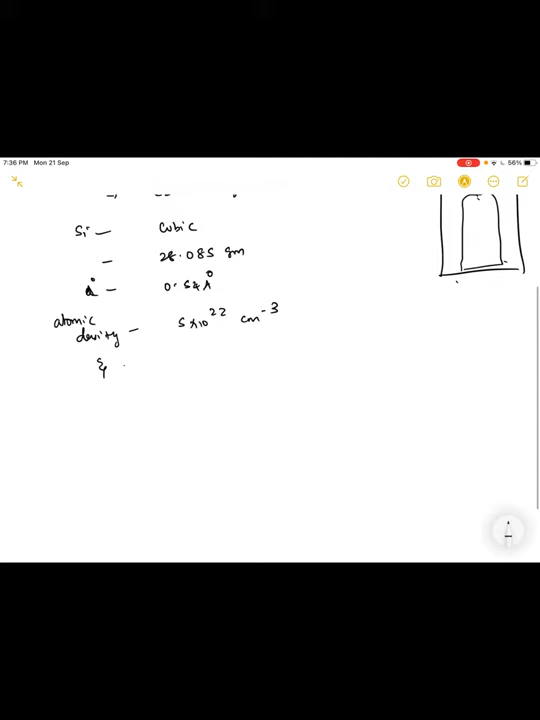 7:36 PM Mon 21 Sep 56%
Si — Cubic
— 28.085 gm
a — 0.54 Å
atomic
devity — 5×10²² cm⁻³